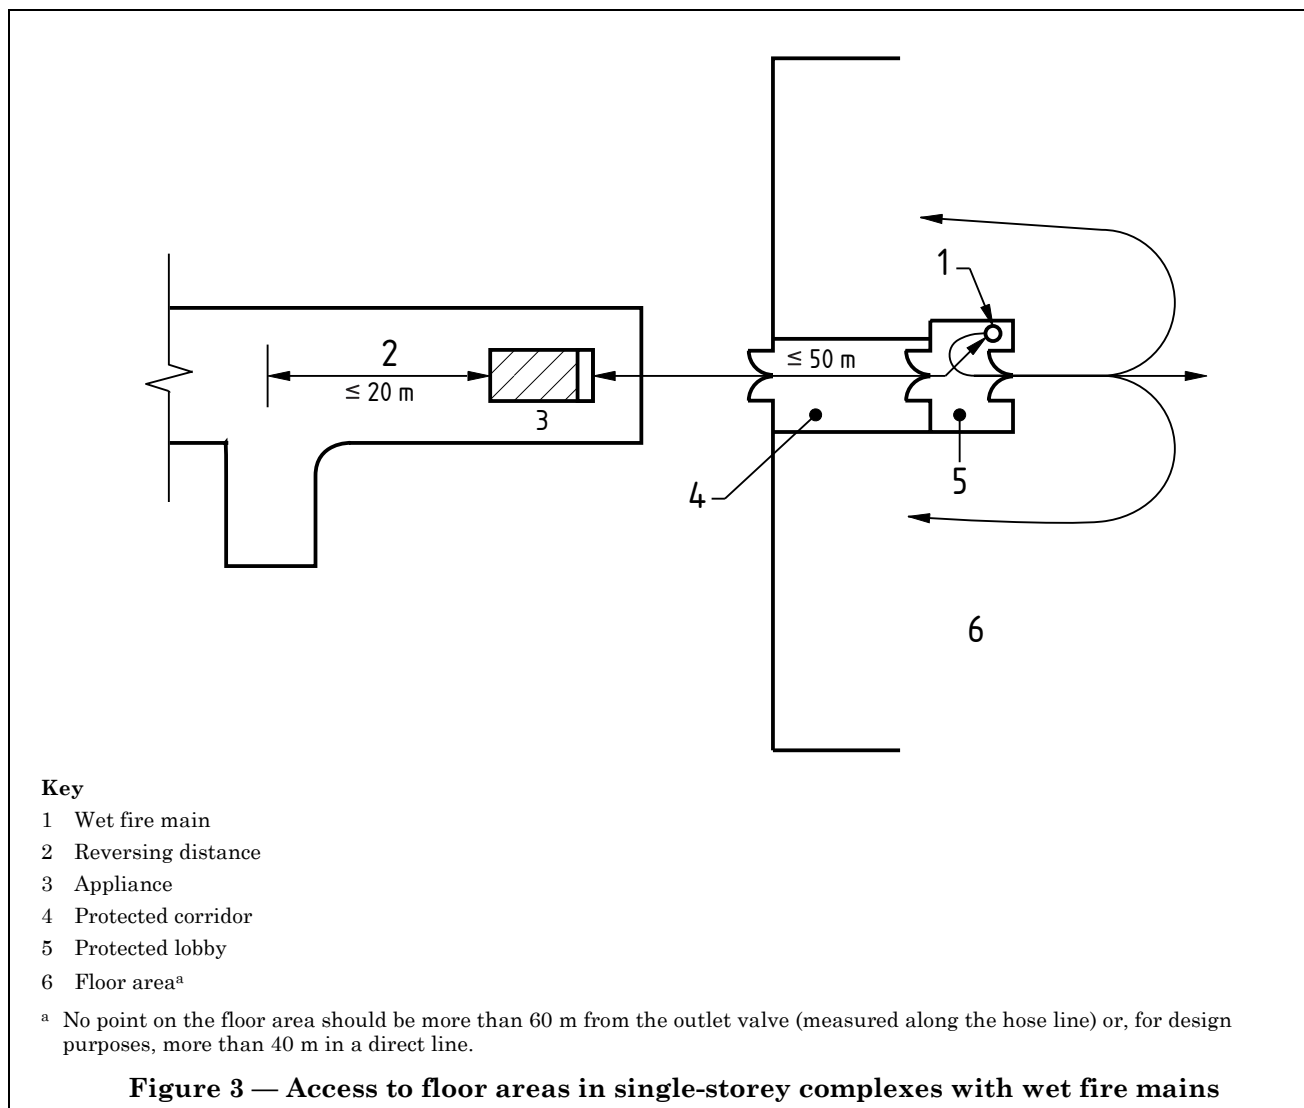 1
2
≤ 50 m
≤ 20 m
3
4
5
6
Key
1 Wet fire main
2 Reversing distance
3 Appliance
4 Protected corridor
5 Protected lobby
6 Floor areaᵃ
ᵃ No point on the floor area should be more than 60 m from the outlet valve (measured along the hose line) or, for design
purposes, more than 40 m in a direct line.
Figure 3 — Access to floor areas in single-storey complexes with wet fire mains